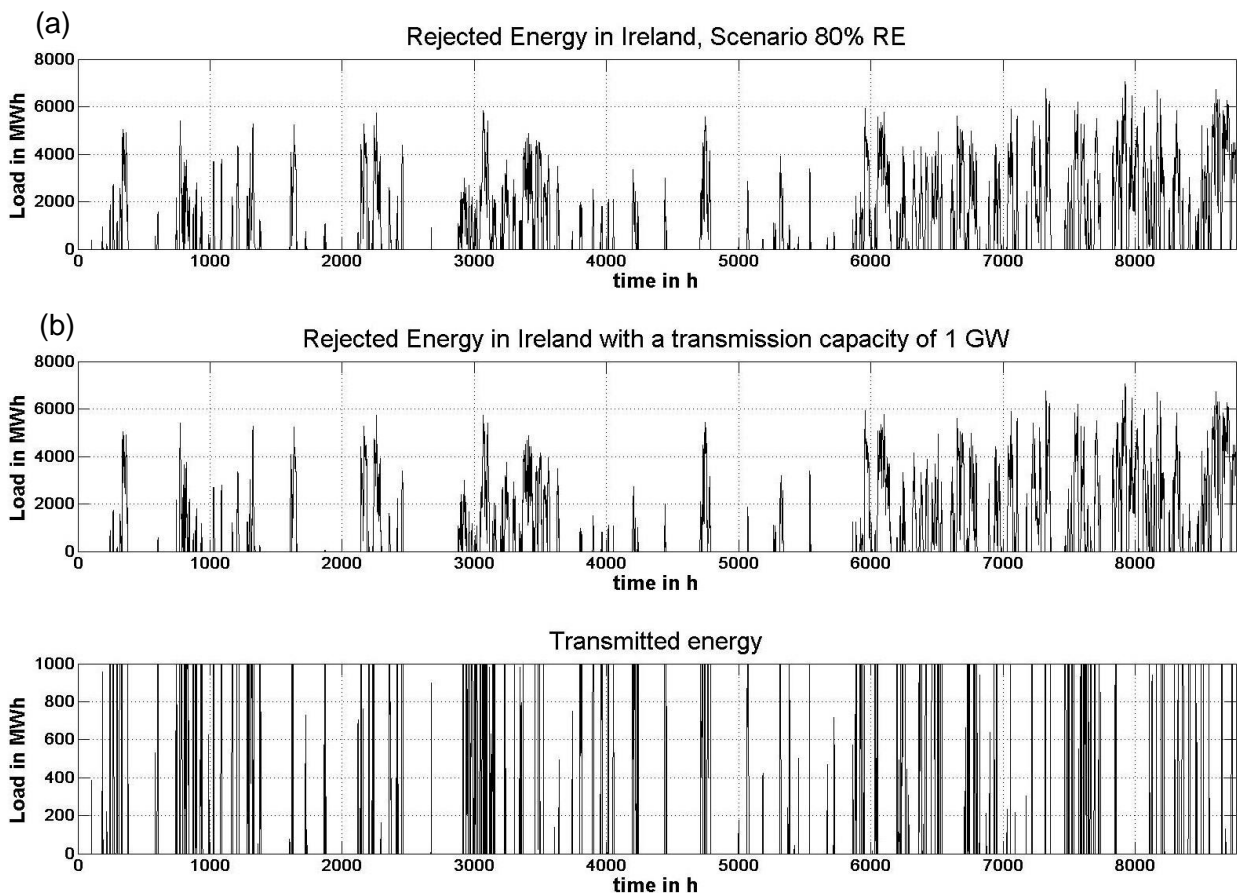 (a)
Rejected Energy in Ireland, Scenario 80% RE
8000
6000
4000
2000
0
Load in MWh
0 1000 2000 3000 4000 5000 6000 7000 8000
time in h
(b)
Rejected Energy in Ireland with a transmission capacity of 1 GW
8000
6000
4000
2000
0
Load in MWh
0 1000 2000 3000 4000 5000 6000 7000 8000
time in h
Transmitted energy
1000
800
600
400
200
0
Load in MWh
0 1000 2000 3000 4000 5000 6000 7000 8000
time in h